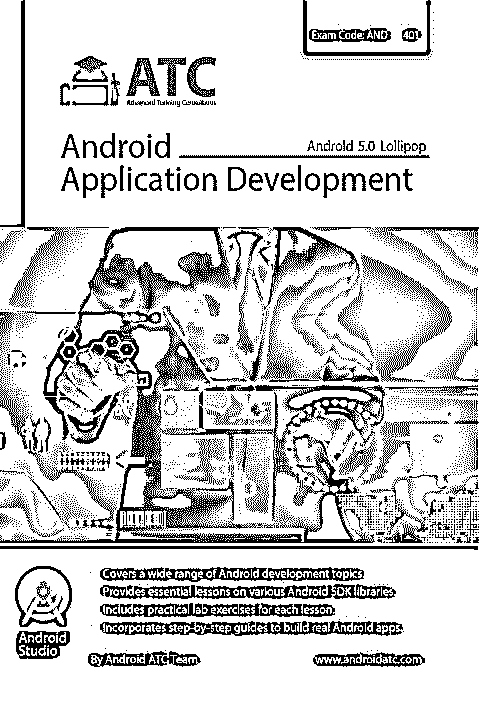 Exam Code: AND - 401
ATC
Advanced Training Consultants
Android
Android 5.0 Lollipop
Application Development
Covers a wide range of Android development topics
Provides essential lessons on various Android SDK libraries.
Includes practical lab exercises for each lesson.
Incorporates step-by-step guides to build real Android apps.
Android
Studio
By Android ATC Team
www.androidatc.com